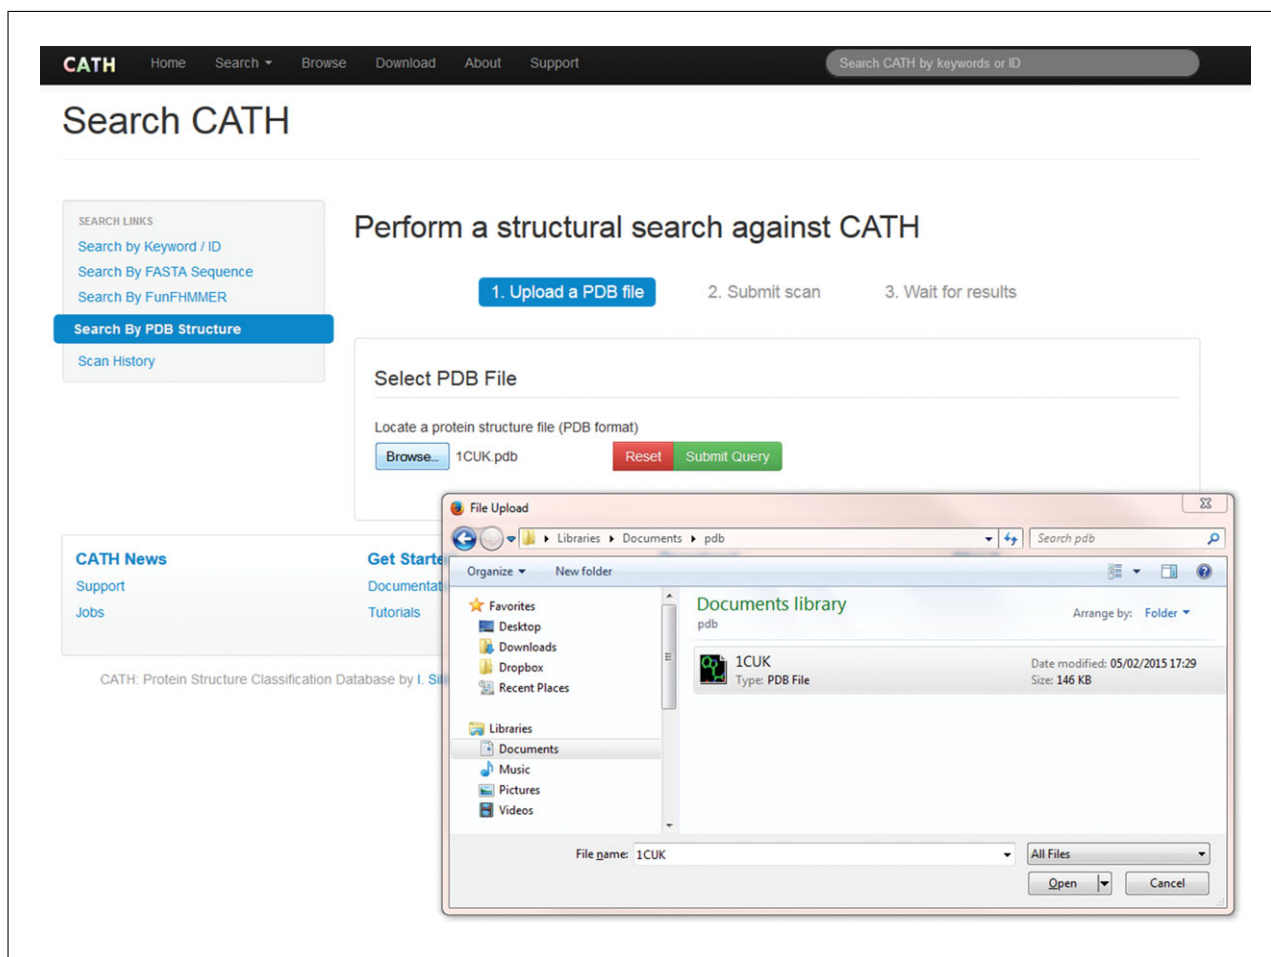 CATH Home Search Browse Download About Support Search CATH by keywords or ID
Search CATH
SEARCH LINKS
Search by Keyword / ID
Search By FASTA Sequence
Search By FunFHMMER
Search By PDB Structure
Scan History
Perform a structural search against CATH
1. Upload a PDB file 2. Submit scan 3. Wait for results
Select PDB File
Locate a protein structure file (PDB format)
Browse... 1CUK.pdb Reset Submit Query
CATH News
Support
Jobs
Get Starte
Documentat
Tutorials
CATH: Protein Structure Classification Database by I. Sil
File Upload
Libraries Documents pdb Search pdb
Organize New folder
Favorites
Desktop
Downloads
Dropbox
Recent Places
Libraries
Documents
Music
Pictures
Videos
Documents library
pdb
Arrange by: Folder
1CUK
Type: PDB File
Date modified: 05/02/2015 17:29
Size: 146 KB
File name: 1CUK All Files
Open Cancel